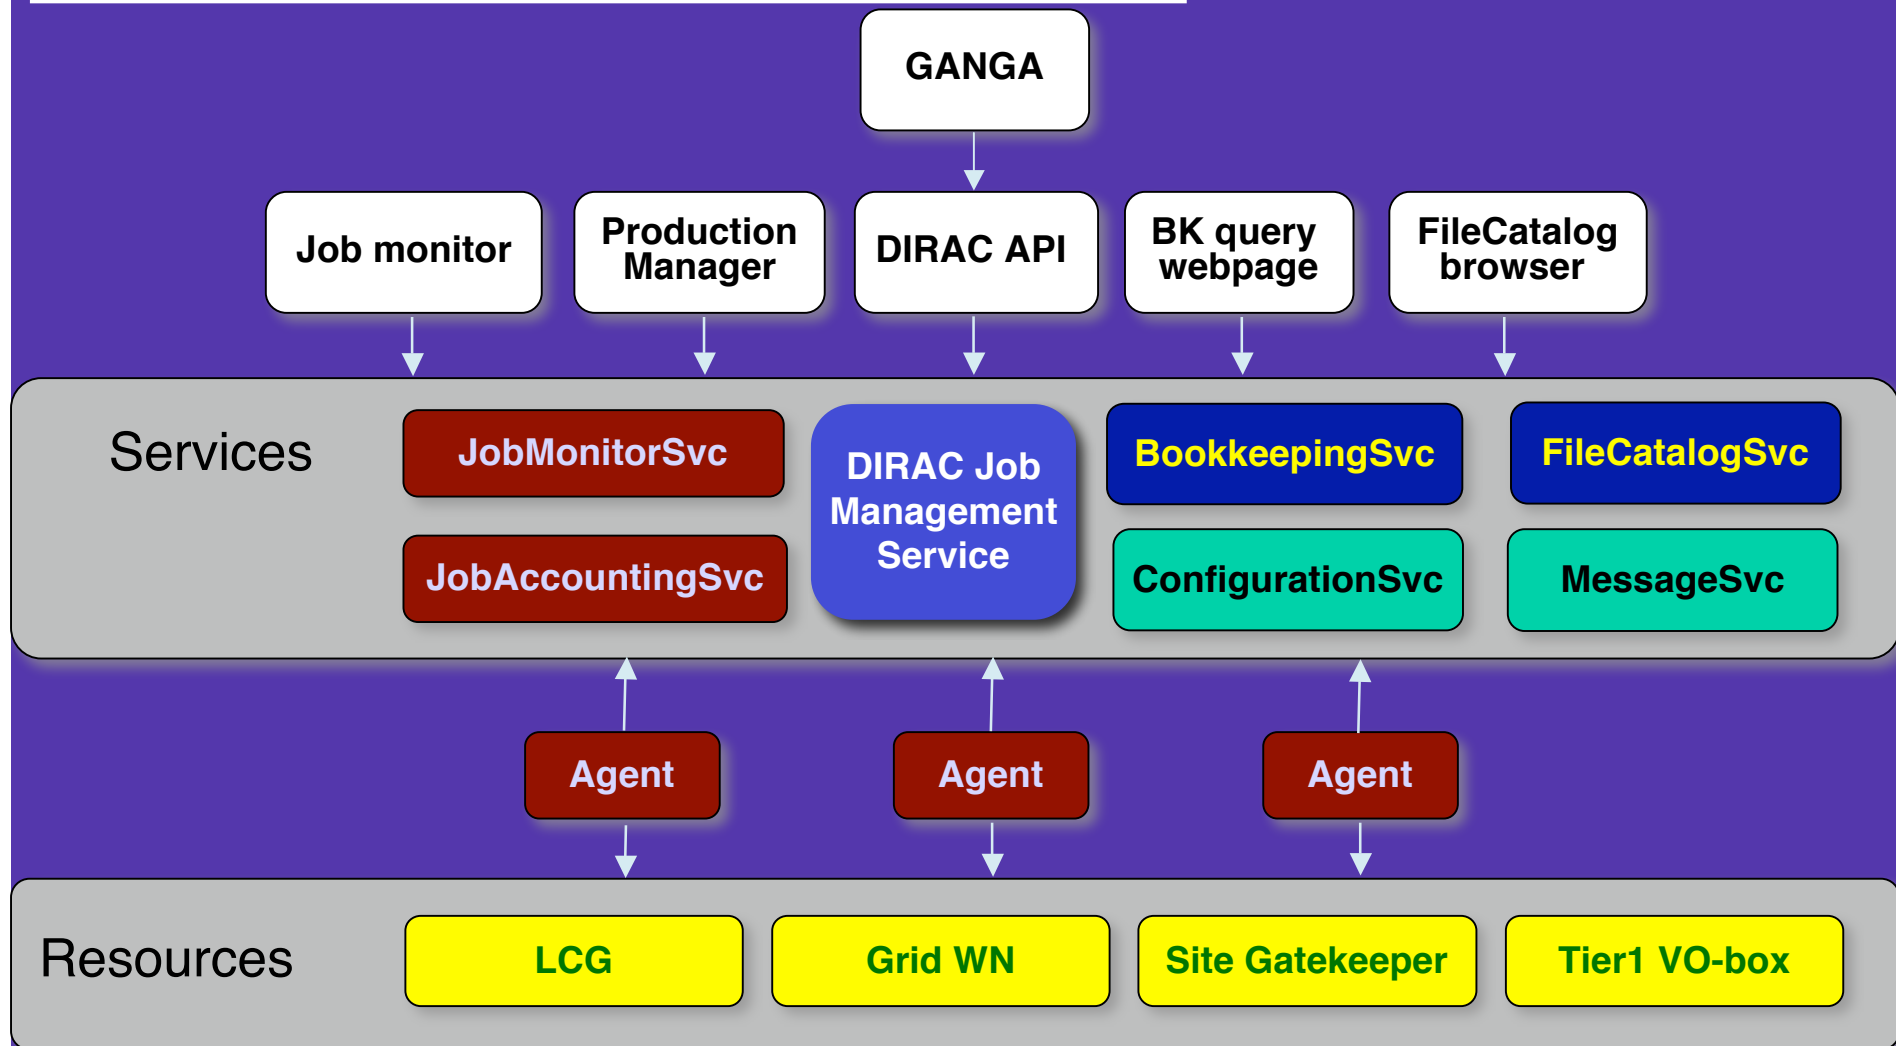 GANGA
Job monitor
Production
Manager
DIRAC API
BK query
webpage
FileCatalog
browser
Services
JobMonitorSvc
JobAccountingSvc
DIRAC Job
Management
Service
BookkeepingSvc
FileCatalogSvc
ConfigurationSvc
MessageSvc
Agent
Agent
Agent
Resources
LCG
Grid WN
Site Gatekeeper
Tier1 VO-box